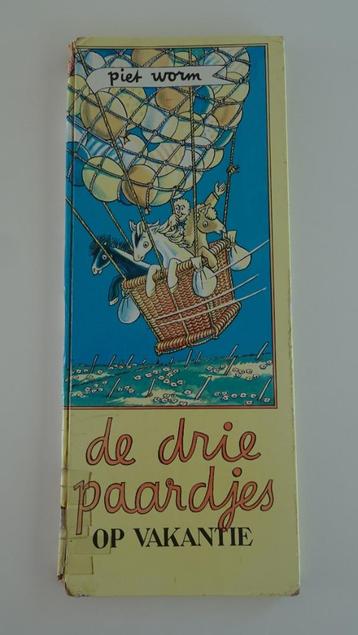 piet worm
de drie
paardjes
OP VAKANTIE